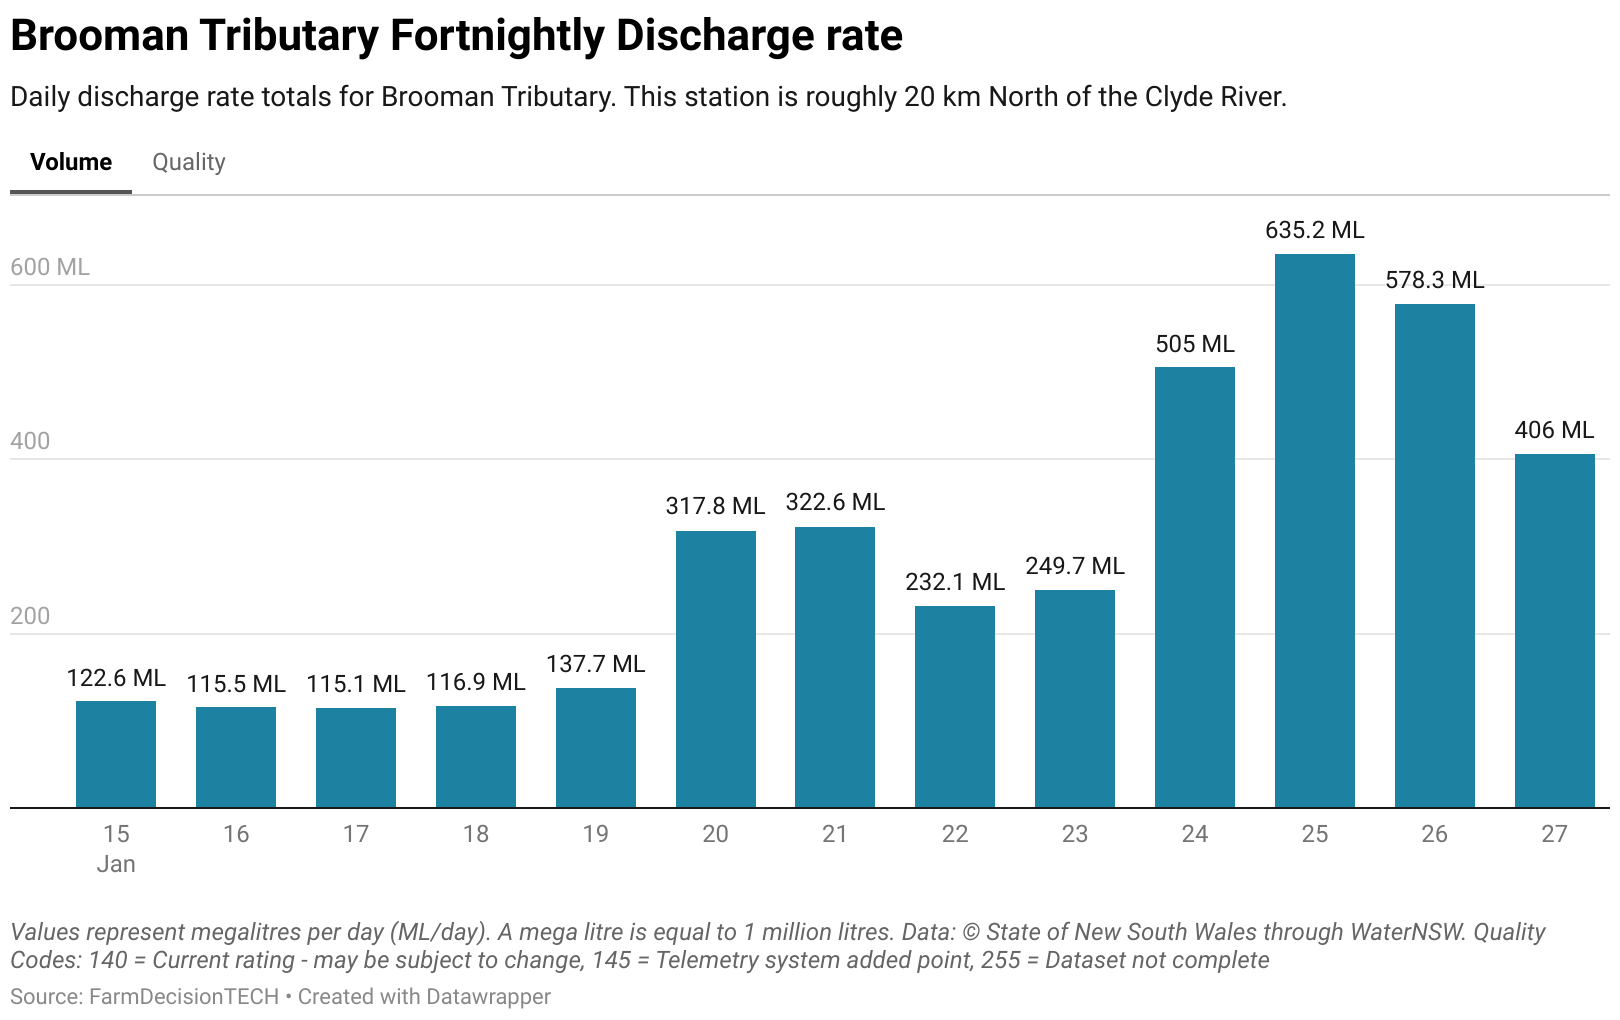 Brooman Tributary Fortnightly Discharge rate
Daily discharge rate totals for Brooman Tributary. This station is roughly 20 km North of the Clyde River.
Volume Quality
635.2 ML
600 ML
578.3 ML
505 ML
400
406 ML
317.8 ML 322.6 ML
232.1 ML 249.7 ML
200
122.6 ML 115.5 ML 115.1 ML 116.9 ML 137.7 ML
15 16 17 18 19 20 21 22 23 24 25 26 27
Jan
Values represent megalitres per day (ML/day). A mega litre is equal to 1 million litres. Data: © State of New South Wales through WaterNSW. Quality
Codes: 140 = Current rating - may be subject to change, 145 = Telemetry system added point, 255 = Dataset not complete
Source: FarmDecisionTECH • Created with Datawrapper